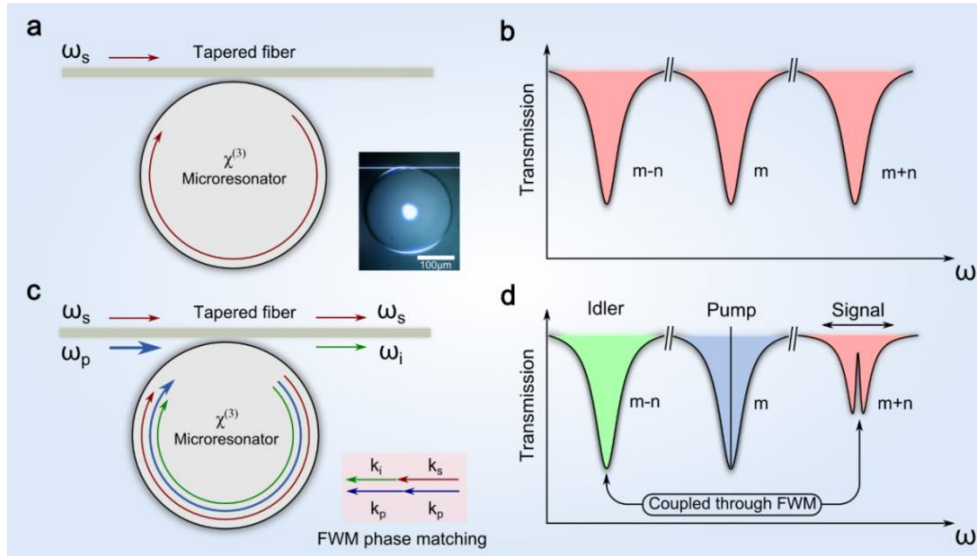 a
ωs
Tapered fiber
χ(3)
Microresonator
100μm
b
Transmission
m-n
m
m+n
ω
c
ωs
Tapered fiber
ωs
ωp
ωi
χ(3)
Microresonator
ki
ks
kp
kp
FWM phase matching
d
Idler
Pump
Signal
Transmission
m-n
m
m+n
Coupled through FWM
ω